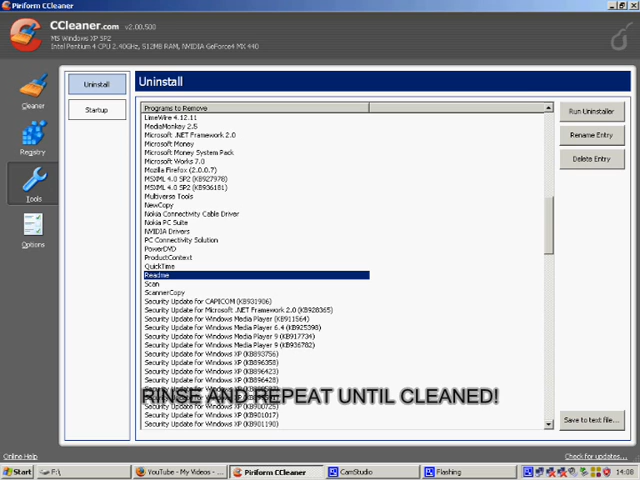 Piriform CCleaner
CCleaner.com v2.00.500
MS Windows XP SP2
Intel Pentium 4 CPU 2.40GHz, 512MB RAM, NVIDIA GeForce4 MX 440
Cleaner
Registry
Tools
Options
Uninstall
Startup
Uninstall
Programs to Remove
LimeWire 4.12.11
MediaMonkey 2.5
Microsoft .NET Framework 2.0
Microsoft Money
Microsoft Money System Pack
Microsoft Works 7.0
Mozilla Firefox (2.0.0.7)
MSXML 4.0 SP2 (KB927978)
MSXML 4.0 SP2 (KB936181)
Multiverse Tools
NewCopy
Nokia Connectivity Cable Driver
Nokia PC Suite
NVIDIA Drivers
PC Connectivity Solution
PowerDVD
ProductContext
QuickTime
Readme
Scan
ScannerCopy
Security Update for CAPICOM (KB931906)
Security Update for Microsoft .NET Framework 2.0 (KB928365)
Security Update for Windows Media Player (KB911564)
Security Update for Windows Media Player 6.4 (KB925398)
Security Update for Windows Media Player 9 (KB917734)
Security Update for Windows Media Player 9 (KB936782)
Security Update for Windows XP (KB893756)
Security Update for Windows XP (KB896358)
Security Update for Windows XP (KB896423)
Security Update for Windows XP (KB896428)
RINSE AND REPEAT UNTIL CLEANED!
Security Update for Windows XP (KB900725)
Security Update for Windows XP (KB901017)
Security Update for Windows XP (KB901190)
Run Uninstaller
Rename Entry
Delete Entry
Save to text file...
Online Help
Check for updates...
Start
F:\
YouTube - My Videos - ...
Piriform CCleaner
CamStudio
Flashing
14:08